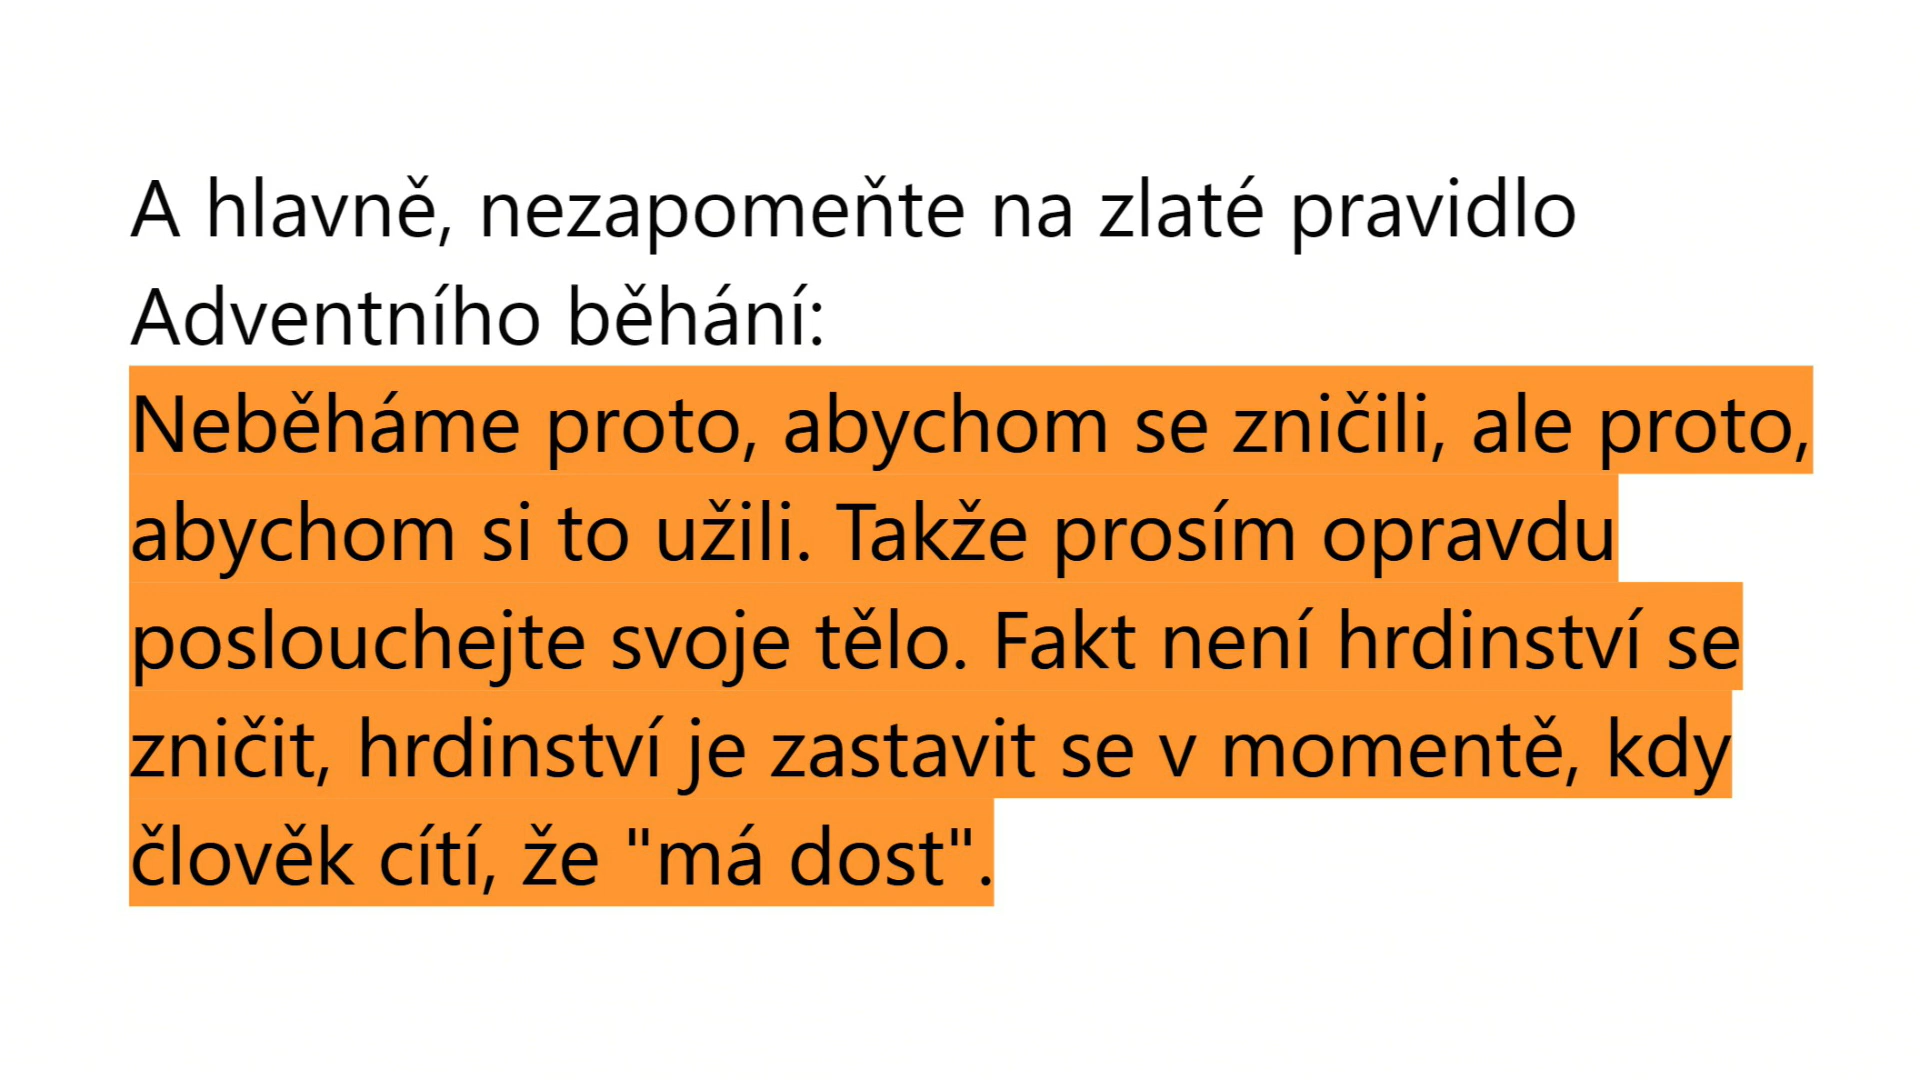 A hlavně, nezapomeňte na zlaté pravidlo
Adventního běhání:
Neběháme proto, abychom se zničili, ale proto,
abychom si to užili. Takže prosím opravdu
poslouchejte svoje tělo. Fakt není hrdinství se
zničit, hrdinství je zastavit se v momentě, kdy
člověk cítí, že "má dost".